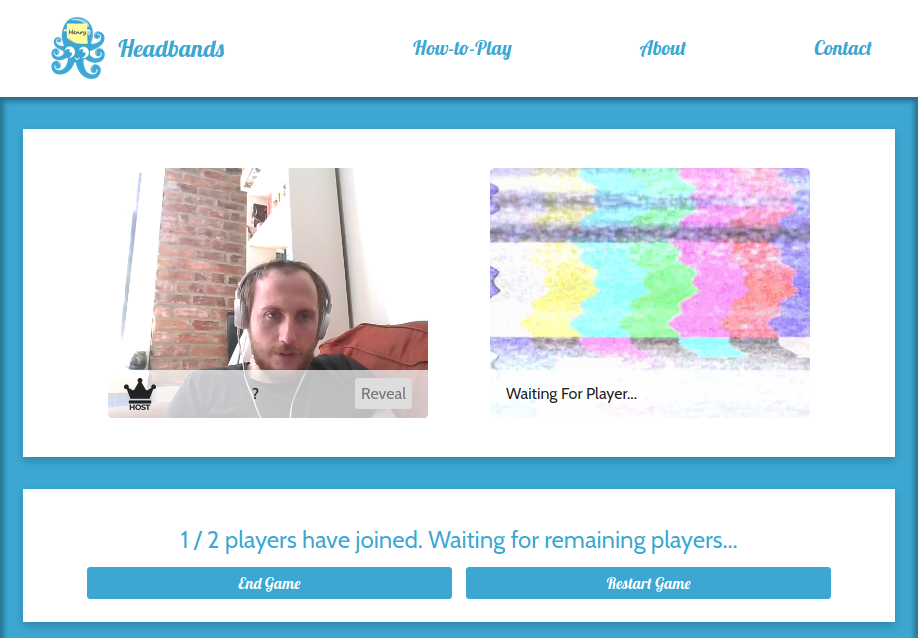 Henry
Headbands
How-to-Play
About
Contact
HOST
?
Reveal
Waiting For Player...
1 / 2 players have joined. Waiting for remaining players...
End Game
Restart Game